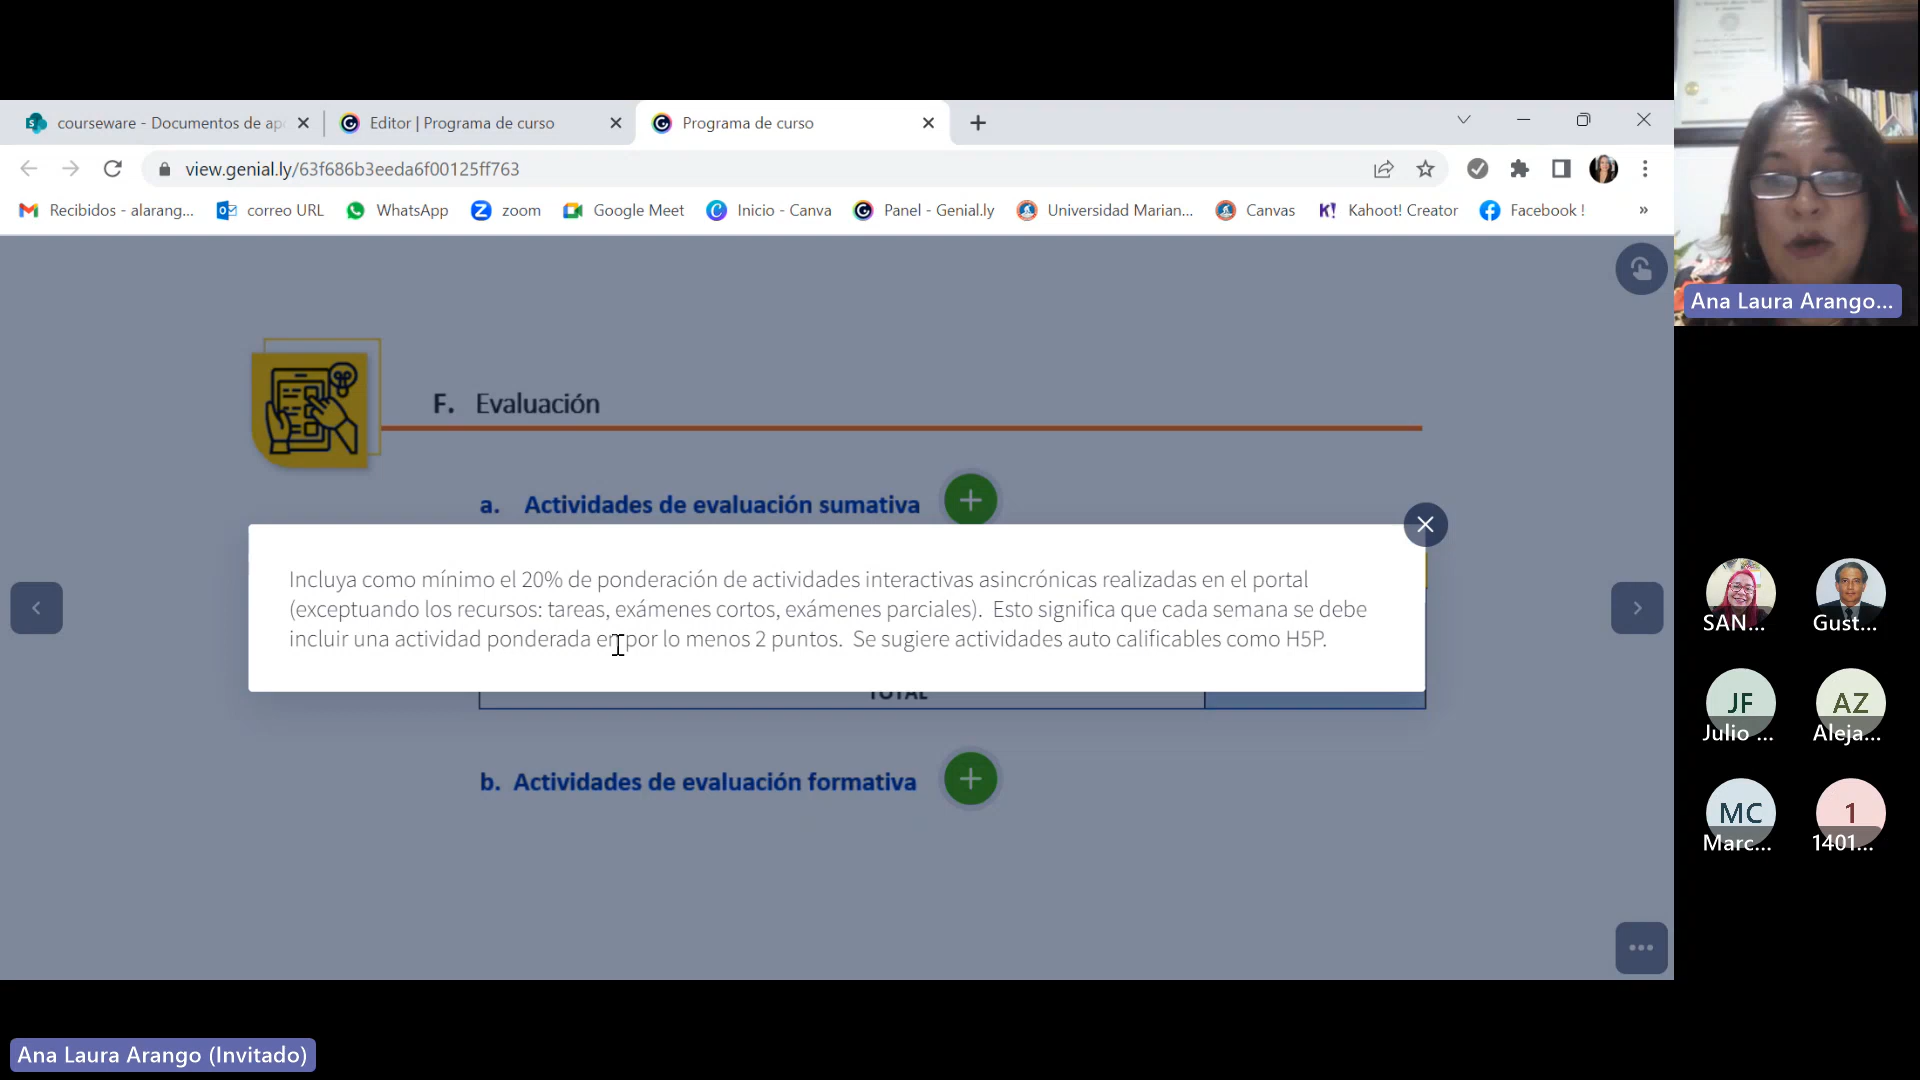 courseware - Documentos de ap
Editor | Programa de curso
Programa de curso
view.genial.ly/63f686b3eeda6f00125ff763
Recibidos - alarang...
correo URL
WhatsApp
zoom
Google Meet
Inicio - Canva
Panel - Genial.ly
Universidad Marian...
Canvas
K! Kahoot! Creator
Facebook !
»
Ana Laura Arango...
F. Evaluación
a. Actividades de evaluación sumativa
Incluya como mínimo el 20% de ponderación de actividades interactivas asincrónicas realizadas en el portal
(exceptuando los recursos: tareas, exámenes cortos, exámenes parciales). Esto significa que cada semana se debe
incluir una actividad ponderada en por lo menos 2 puntos. Se sugiere actividades auto calificables como H5P.
TOTAL
b. Actividades de evaluación formativa
SAN...
Gust...
JF
Julio ...
AZ
Aleja...
MC
Marc...
1
1401...
Ana Laura Arango (Invitado)